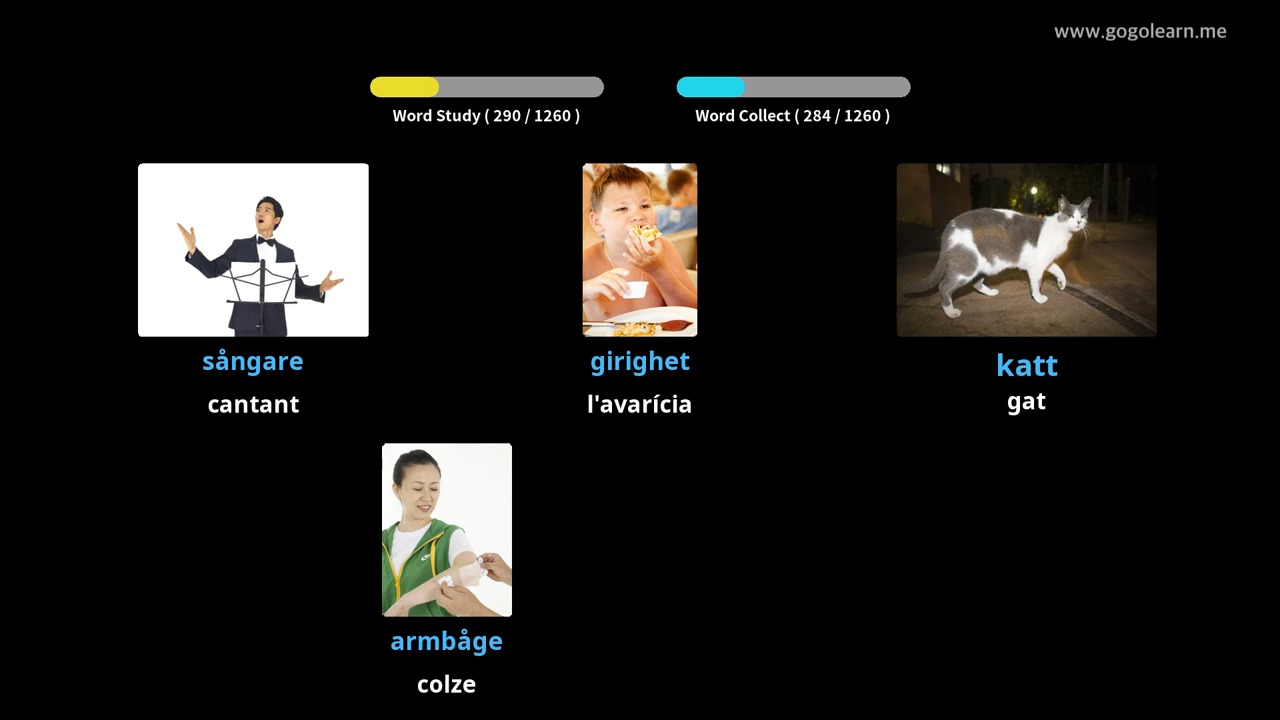 www.gogolearn.me
Word Study ( 290 / 1260 )
Word Collect ( 284 / 1260 )
sångare
cantant
girighet
l'avarícia
katt
gat
armbåge
colze